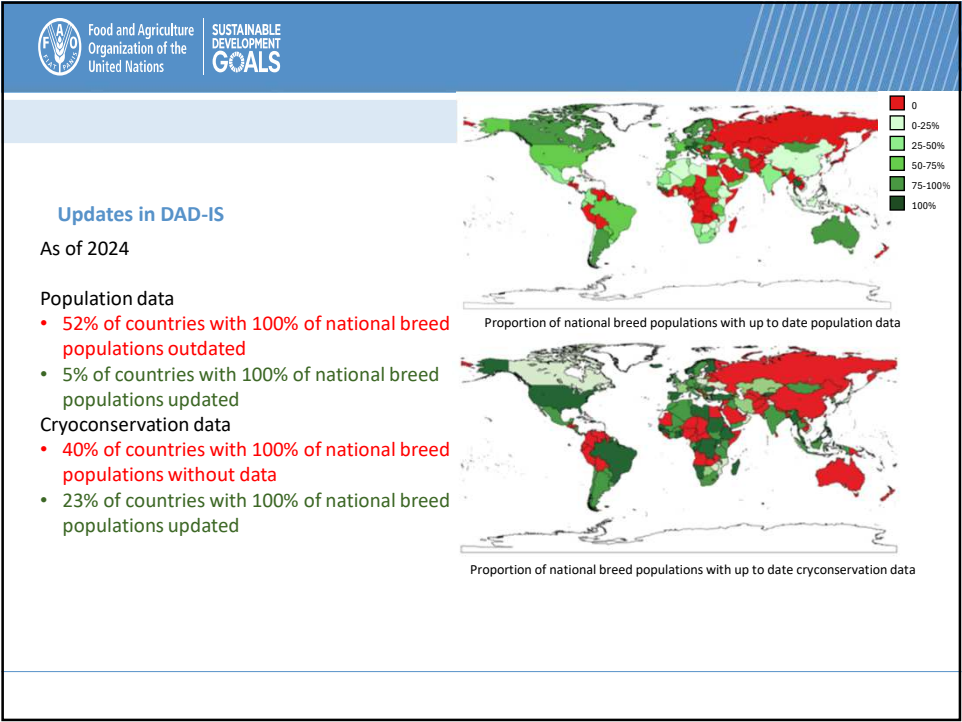 Food and Agriculture
Organization of the
United Nations
SUSTAINABLE
DEVELOPMENT
GOALS
F A O
FIAT PANIS
0
0-25%
25-50%
50-75%
75-100%
100%
Updates in DAD-IS
As of 2024
Population data
• 52% of countries with 100% of national breed
populations outdated
• 5% of countries with 100% of national breed
populations updated
Cryoconservation data
• 40% of countries with 100% of national breed
populations without data
• 23% of countries with 100% of national breed
populations updated
Proportion of national breed populations with up to date population data
Proportion of national breed populations with up to date cryconservation data